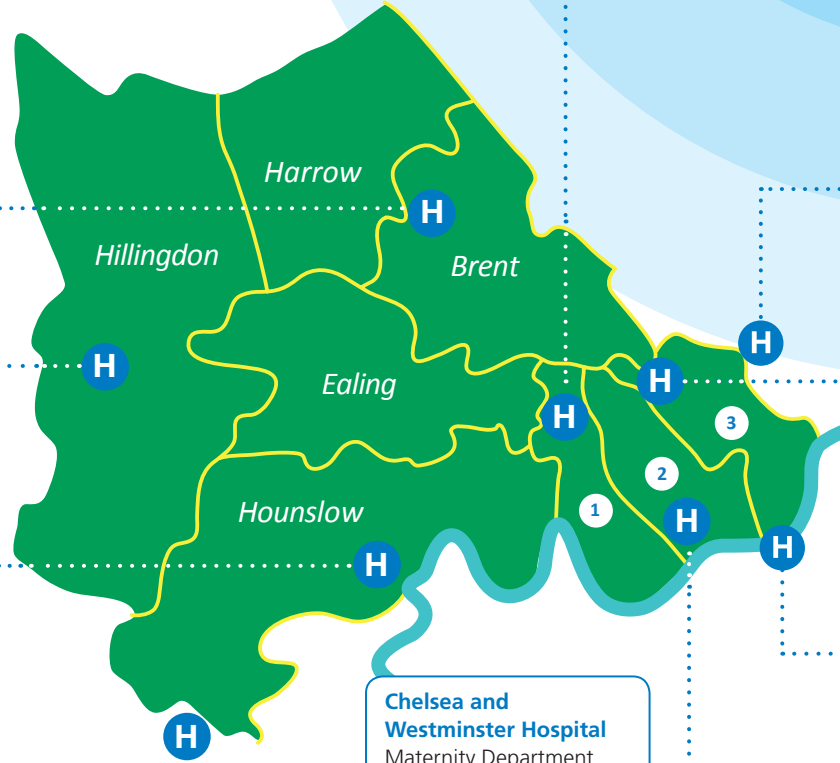 Harrow
H
Hillingdon
Brent
H
H
H
Ealing
H
3
2
1
Hounslow
H
H
H
H
Chelsea and
Westminster Hospital
Maternity Department